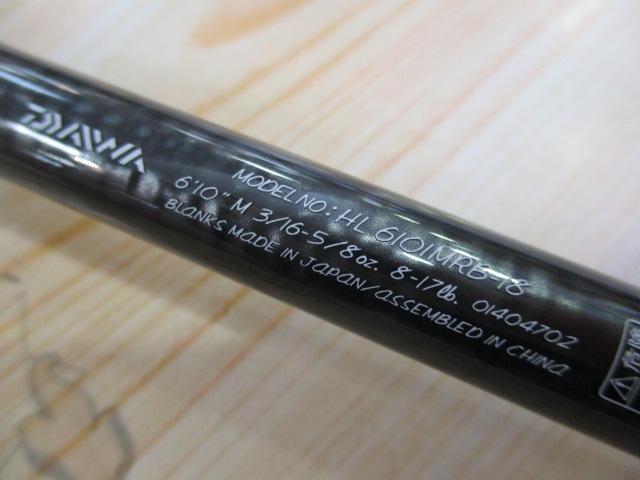 DAIWA
MODEL NO: HL 6101MRB-18
6'10" M 3/16-5/8oz. 8-17lb. 01404702
BLANKS MADE IN JAPAN/ASSEMBLED IN CHINA